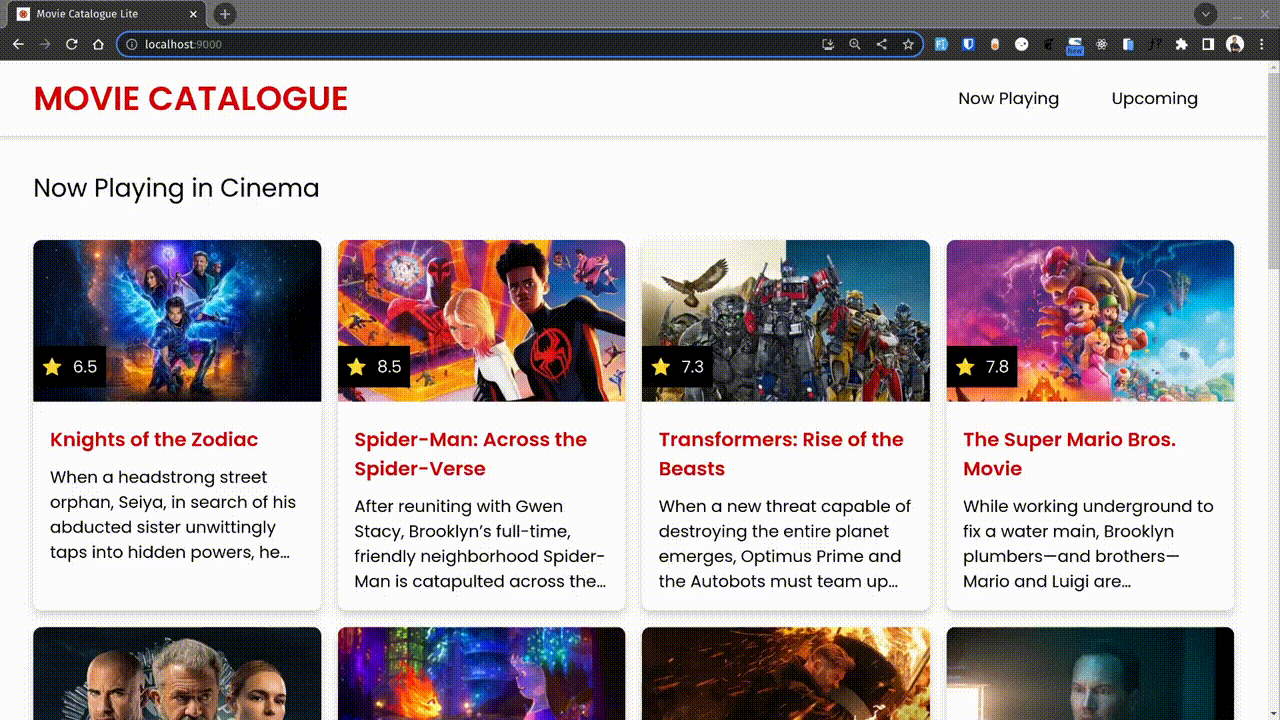 Movie Catalogue Lite
localhost:9000
New
f?
MOVIE CATALOGUE
Now Playing
Upcoming
Now Playing in Cinema
6.5
8.5
7.3
7.8
Knights of the Zodiac
When a headstrong street
orphan, Seiya, in search of his
abducted sister unwittingly
taps into hidden powers, he...
Spider-Man: Across the
Spider-Verse
After reuniting with Gwen
Stacy, Brooklyn’s full-time,
friendly neighborhood Spider-
Man is catapulted across the...
Transformers: Rise of the
Beasts
When a new threat capable of
destroying the entire planet
emerges, Optimus Prime and
the Autobots must team up...
The Super Mario Bros.
Movie
While working underground to
fix a water main, Brooklyn
plumbers—and brothers—
Mario and Luigi are...